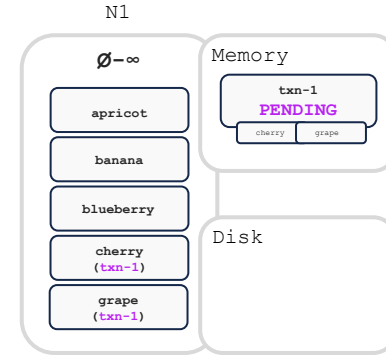 N1
Ø-∞
apricot
banana
blueberry
cherry
(txn-1)
grape
(txn-1)
Memory
txn-1
PENDING
cherry
grape
Disk